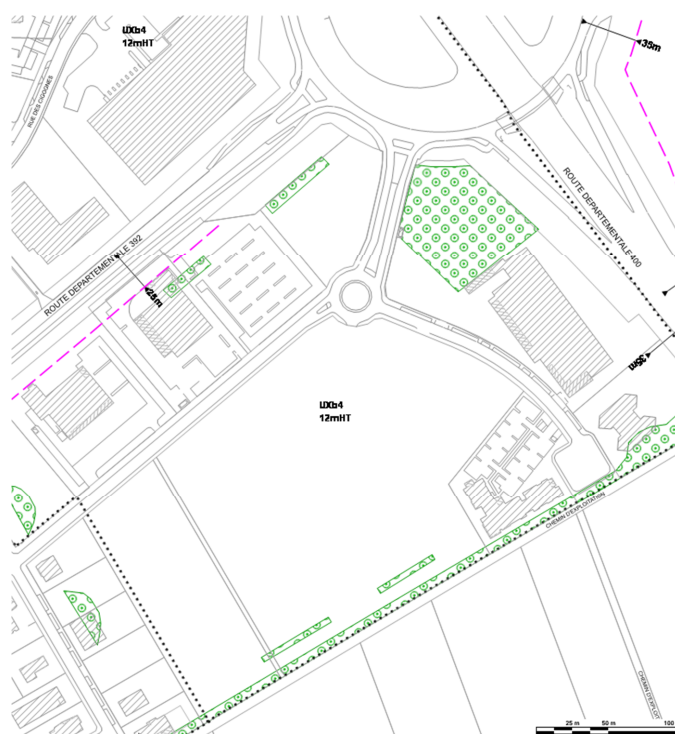 UXb4
12mHT
35m
RUE DES CIGOGNES
ROUTE DEPARTEMENTALE 400
ROUTE DEPARTEMENTALE 392
25m
35m
UXb4
12mHT
CHEMIN D'EXPLOITATION
CHEMIN D'EXPLOIT
25 m
50 m
100